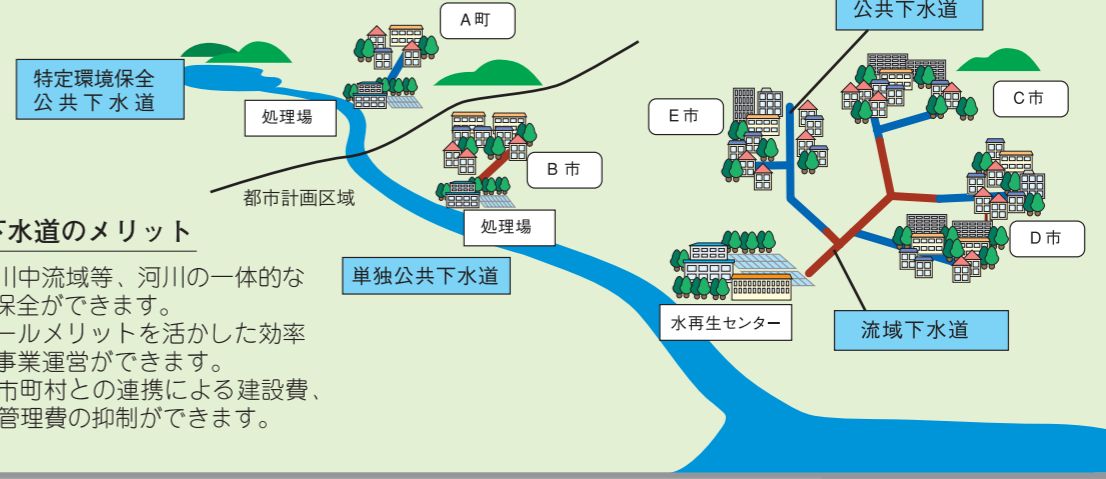 公共下水道
A町
特定環境保全
公共下水道
処理場
C市
E市
B市
都市計画区域
処理場
D市
下水道のメリット
単独公共下水道
川中流域等、河川の一体的な
保全ができます。
水再生センター
流域下水道
ールメリットを活かした効率
事業運営ができます。
市町村との連携による建設費、
管理費の抑制ができます。